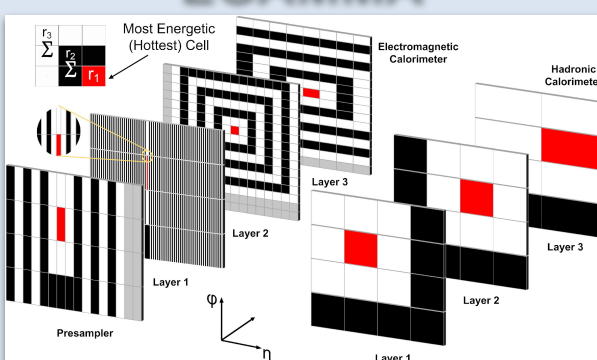 r₃
Σ
r₂
Σ
r₁
Most Energetic
(Hottest) Cell
Electromagnetic
Calorimeter
Hadronic
Calorimete
Layer 3
Layer 2
Layer 3
Layer 1
Layer 2
φ
Presampler
η
Layer 1